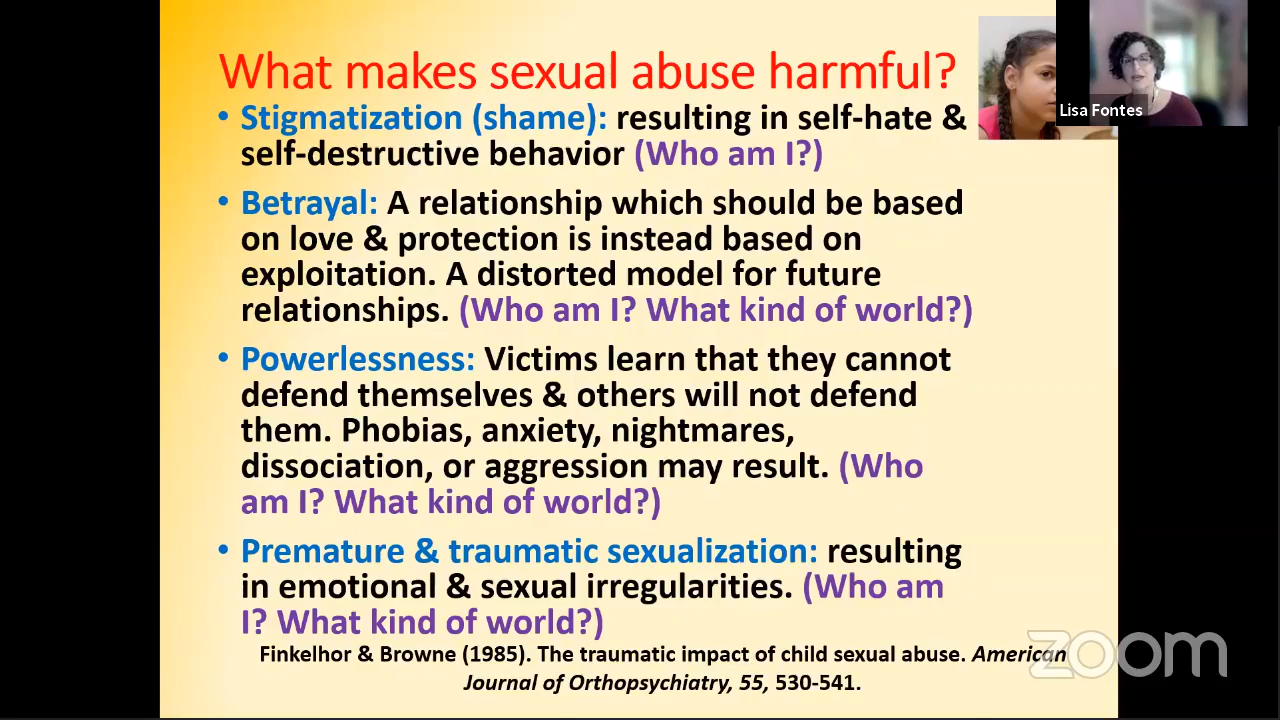 What makes sexual abuse harmful?
• Stigmatization (shame): resulting in self-hate &
self-destructive behavior (Who am I?)
• Betrayal: A relationship which should be based
on love & protection is instead based on
exploitation. A distorted model for future
relationships. (Who am I? What kind of world?)
• Powerlessness: Victims learn that they cannot
defend themselves & others will not defend
them. Phobias, anxiety, nightmares,
dissociation, or aggression may result. (Who
am I? What kind of world?)
• Premature & traumatic sexualization: resulting
in emotional & sexual irregularities. (Who am
I? What kind of world?)
Finkelhor & Browne (1985). The traumatic impact of child sexual abuse. American
Journal of Orthopsychiatry, 55, 530-541.
Lisa Fontes
zoom